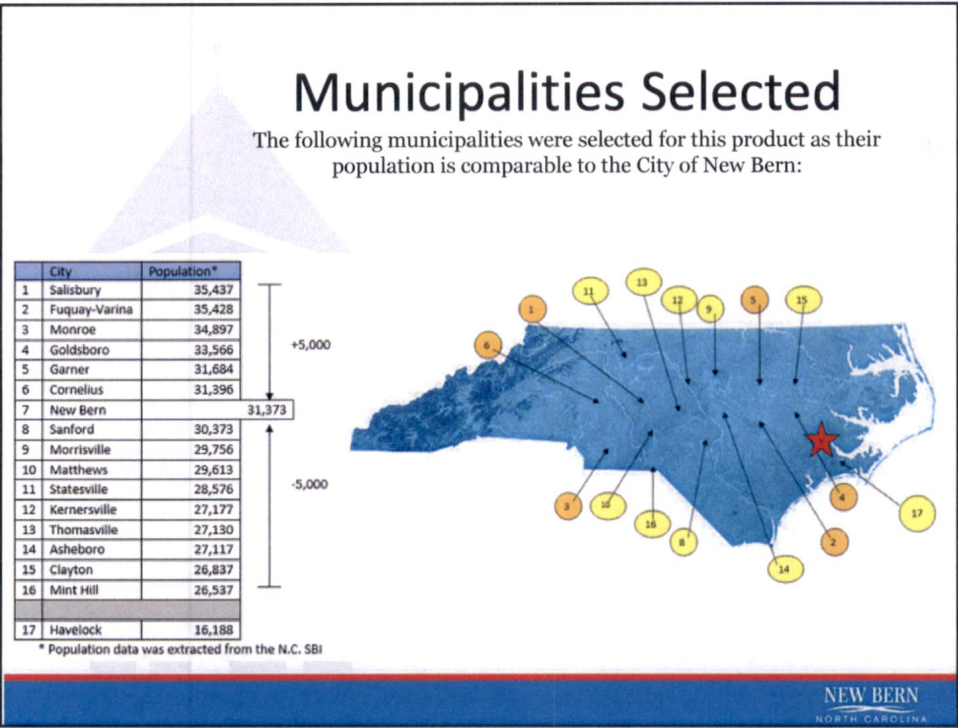 Municipalities Selected
The following municipalities were selected for this product as their
population is comparable to the City of New Bern:
City Population*
1 Salisbury 35,437
2 Fuquay-Varina 35,428
3 Monroe 34,897
4 Goldsboro 33,566
5 Garner 31,684
6 Cornelius 31,396
7 New Bern 31,373
8 Sanford 30,373
9 Morrisville 29,756
10 Matthews 29,613
11 Statesville 28,576
12 Kernersville 27,177
13 Thomasville 27,130
14 Asheboro 27,117
15 Clayton 26,837
16 Mint Hill 26,537
17 Havelock 16,188
* Population data was extracted from the N.C. SBI
+5,000
-5,000
13
11
12
9
5
15
1
6
3
10
16
8
14
2
4
17
NEW BERN
NORTH CAROLINA